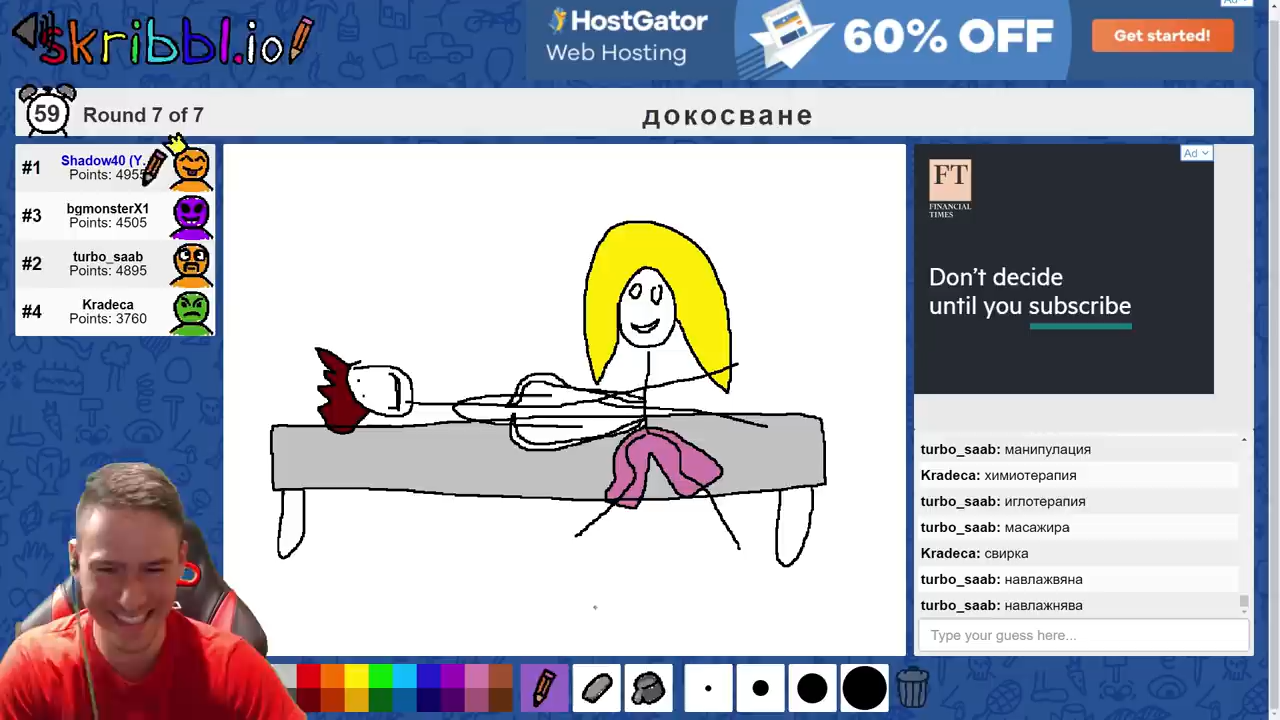 skribbl.io
HostGator
Web Hosting
60% OFF
Get started!
Ad
59
Round 7 of 7
докосване
#1
Shadow40 (Y.
Points: 4955
#3
bgmonsterX1
Points: 4505
#2
turbo_saab
Points: 4895
#4
Kradeca
Points: 3760
Ad
FT
FINANCIAL
TIMES
Don't decide
until you subscribe
turbo_saab: манипулация
Kradeca: химиотерапия
turbo_saab: иглотерапия
turbo_saab: масажира
Kradeca: свирка
turbo_saab: навлажвяна
turbo_saab: навлажнява
Type your guess here...